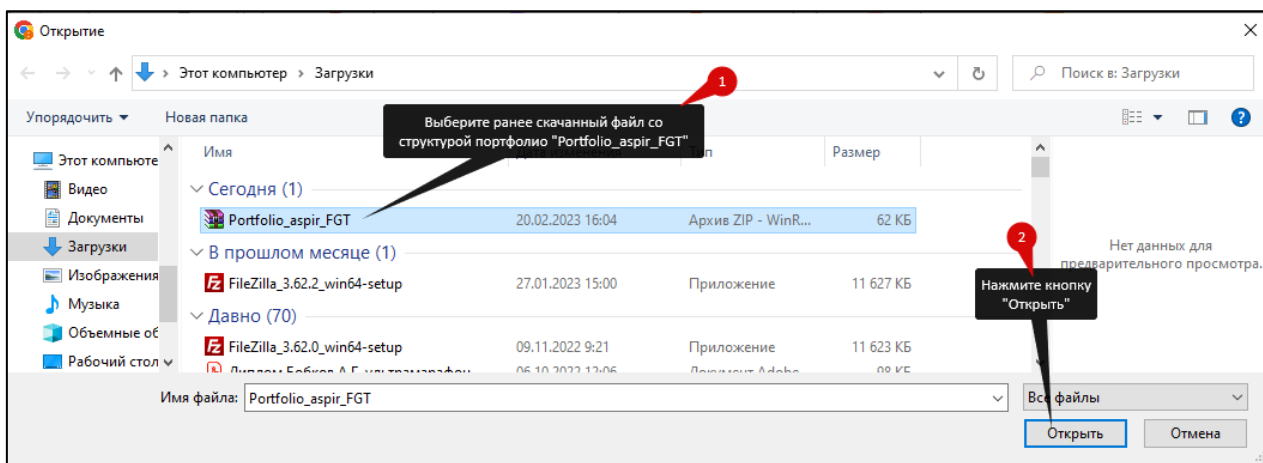 Открытие
Этот компьютер › Загрузки
Поиск в: Загрузки
1
Упорядочить
Новая папка
Выберите ранее скачанный файл со
структурой портфолио "Portfolio_aspir_FGT"
Имя
Тип
Размер
Этот компьюте
Видео
Документы
Загрузки
Изображения
Музыка
Объемные об
Рабочий стол
Сегодня (1)
Portfolio_aspir_FGT 20.02.2023 16:04 Архив ZIP - WinR... 62 КБ
В прошлом месяце (1)
FileZilla_3.62.2_win64-setup 27.01.2023 15:00 Приложение 11 627 КБ
Давно (70)
FileZilla_3.62.0_win64-setup 09.11.2022 9:21 Приложение 11 623 КБ
Нет данных для
предварительного просмотра.
2
Нажмите кнопку
"Открыть"
Имя файла: Portfolio_aspir_FGT
Все файлы
Открыть
Отмена